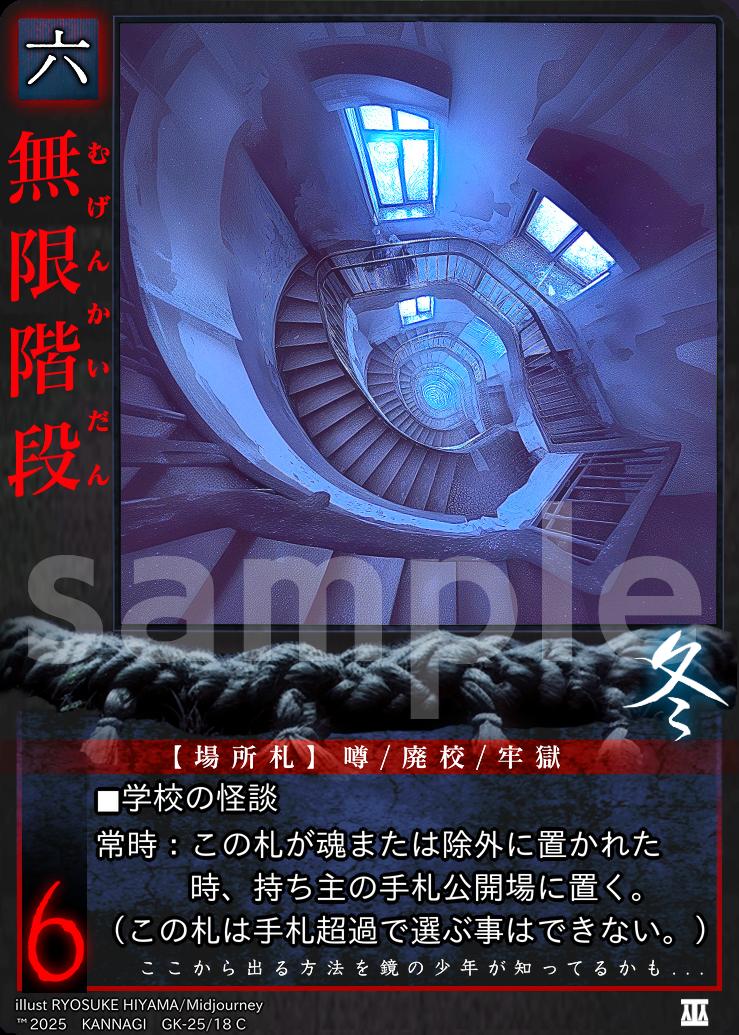 六
無限階段
むげんかいだん
sample
冬
【場所札】噂/廃校/牢獄
■学校の怪談
常時：この札が魂または除外に置かれた
時、持ち主の手札公開場に置く。
（この札は手札超過で選ぶ事はできない。）
6
ここから出る方法を鏡の少年が知ってるかも...
illust RYOSUKE HIYAMA/Midjourney
™2025 KANNAGI GK-25/18 C